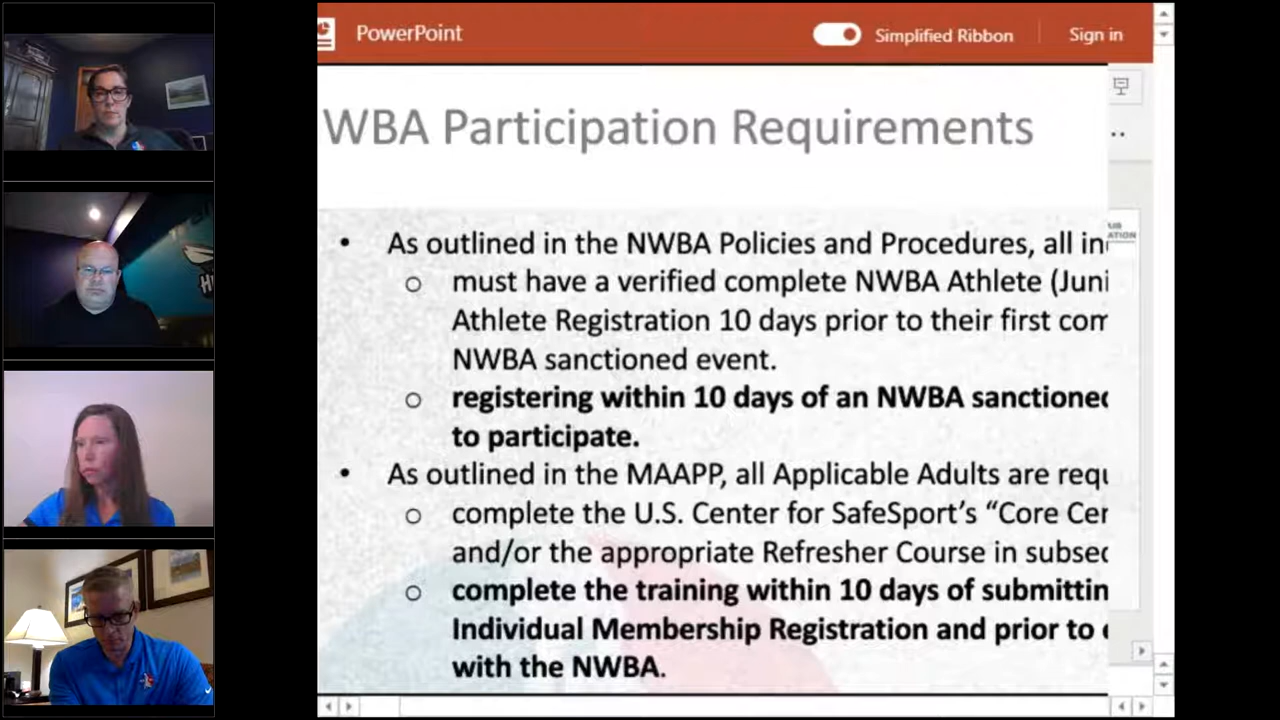 PowerPoint
Simplified Ribbon
Sign in
WBA Participation Requirements
• As outlined in the NWBA Policies and Procedures, all in
o must have a verified complete NWBA Athlete (Juni
Athlete Registration 10 days prior to their first com
NWBA sanctioned event.
o registering within 10 days of an NWBA sanctioned
to participate.
• As outlined in the MAAPP, all Applicable Adults are requ
o complete the U.S. Center for SafeSport's “Core Cer
and/or the appropriate Refresher Course in subsec
o complete the training within 10 days of submittin
Individual Membership Registration and prior to
with the NWBA.
ATION